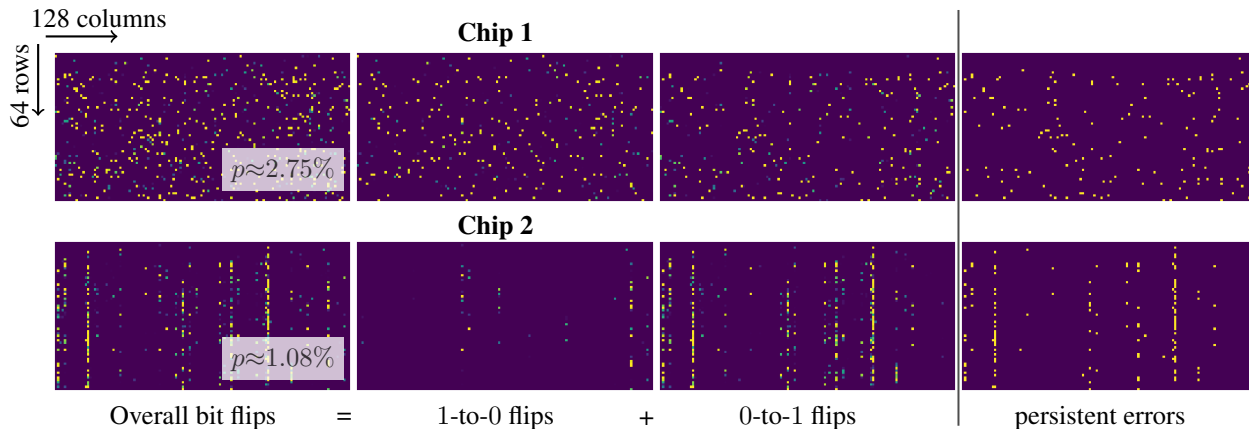 128 columns
64 rows
Chip 1
p≈2.75%
Chip 2
p≈1.08%
Overall bit flips = 1-to-0 flips + 0-to-1 flips persistent errors